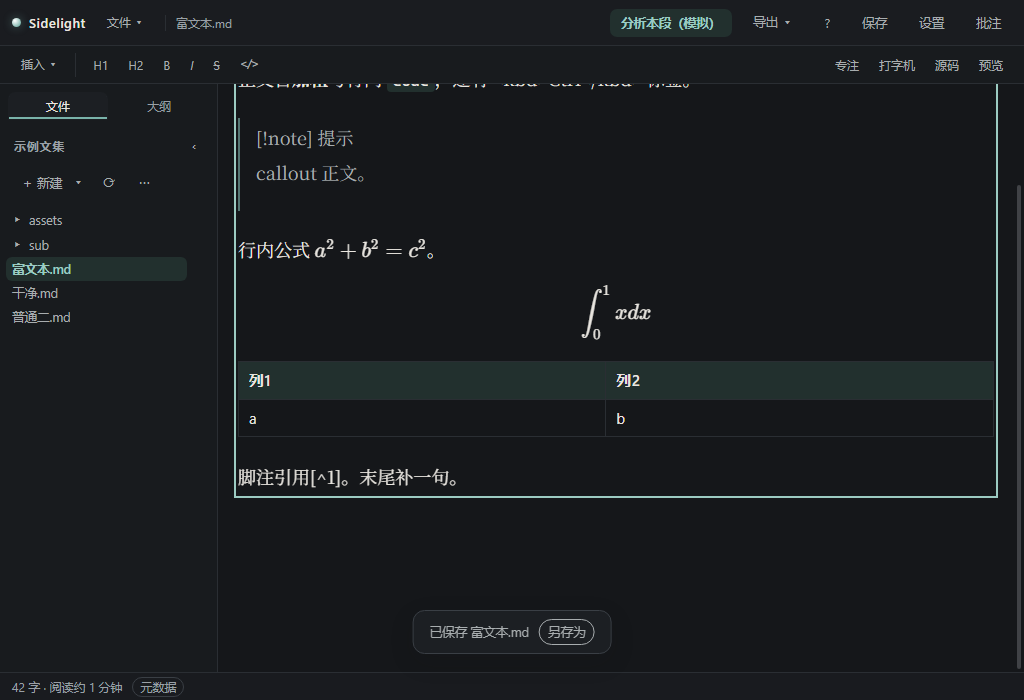 Sidelight 文件 富文本.md 分析本段（模拟） 导出 ? 保存 设置 批注
插入 H1 H2 B I S </> 专注 打字机 源码 预览
文件 大纲
示例文集
+ 新建 ...
assets
sub
富文本.md
干净.md
普通二.md
[!note] 提示
callout 正文。
行内公式 a² + b² = c²。
∫₀¹ xdx
列1 列2
a b
脚注引用[^1]。末尾补一句。
已保存 富文本.md 另存为
42 字 · 阅读约 1 分钟 元数据